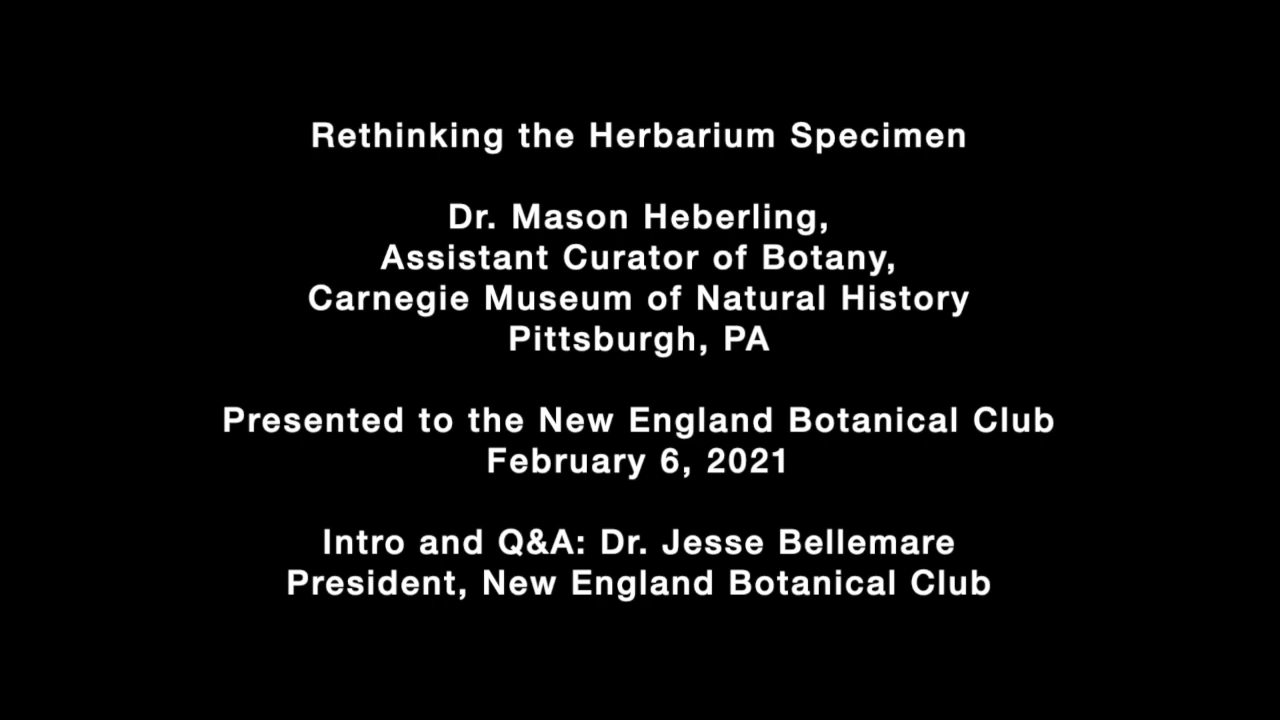 Rethinking the Herbarium Specimen
Dr. Mason Heberling,
Assistant Curator of Botany,
Carnegie Museum of Natural History
Pittsburgh, PA
Presented to the New England Botanical Club
February 6, 2021
Intro and Q&A: Dr. Jesse Bellemare
President, New England Botanical Club